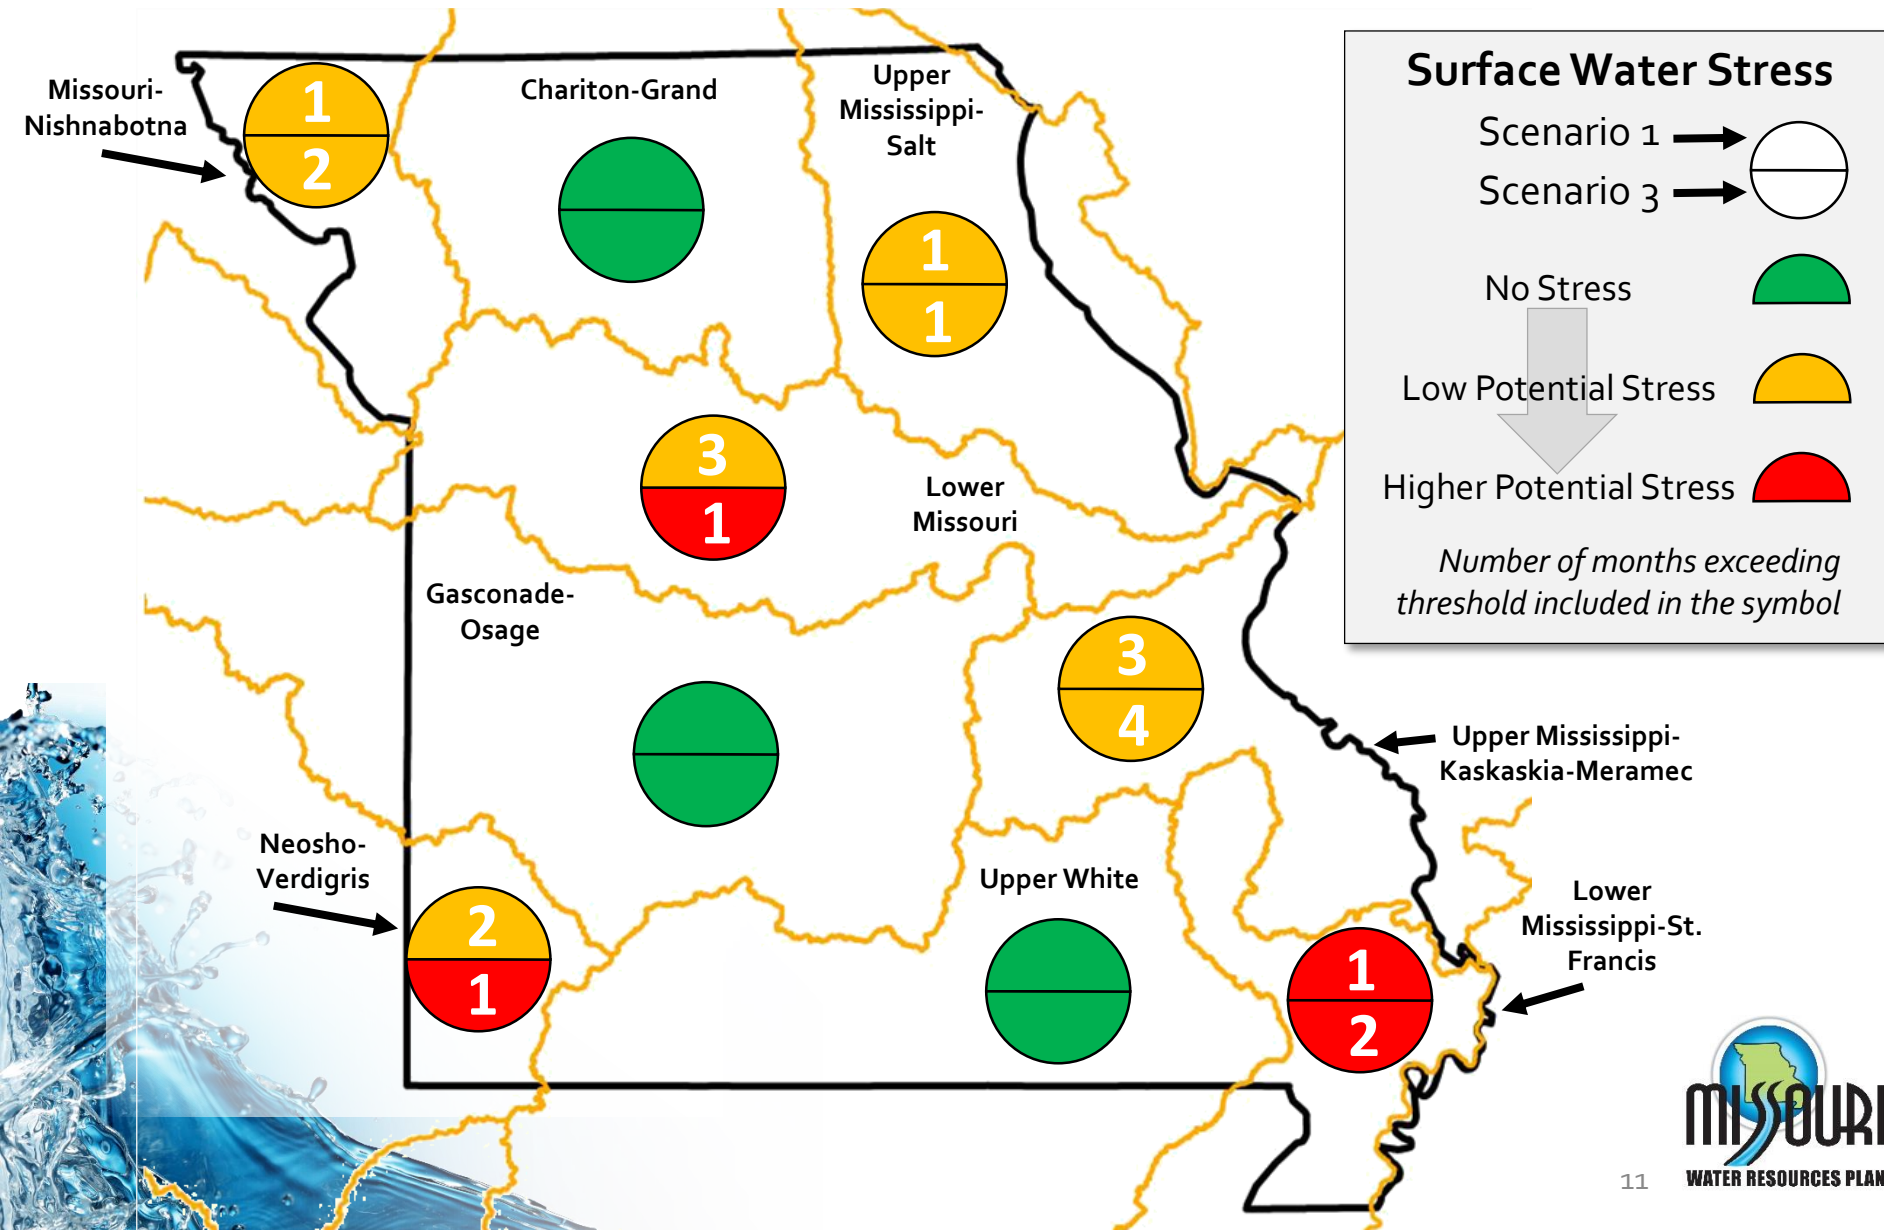 Missouri-
Nishnabotna
1
2
Chariton-Grand
Upper
Mississippi-
Salt
1
1
3
1
Lower
Missouri
Gasconade-
Osage
3
4
Upper Mississippi-
Kaskaskia-Meramec
Neosho-
Verdigris
2
1
Upper White
Lower
Mississippi-St.
Francis
1
2
Surface Water Stress
Scenario 1
Scenario 3
No Stress
Low Potential Stress
Higher Potential Stress
Number of months exceeding
threshold included in the symbol
MISSOURI
WATER RESOURCES PLAN
11